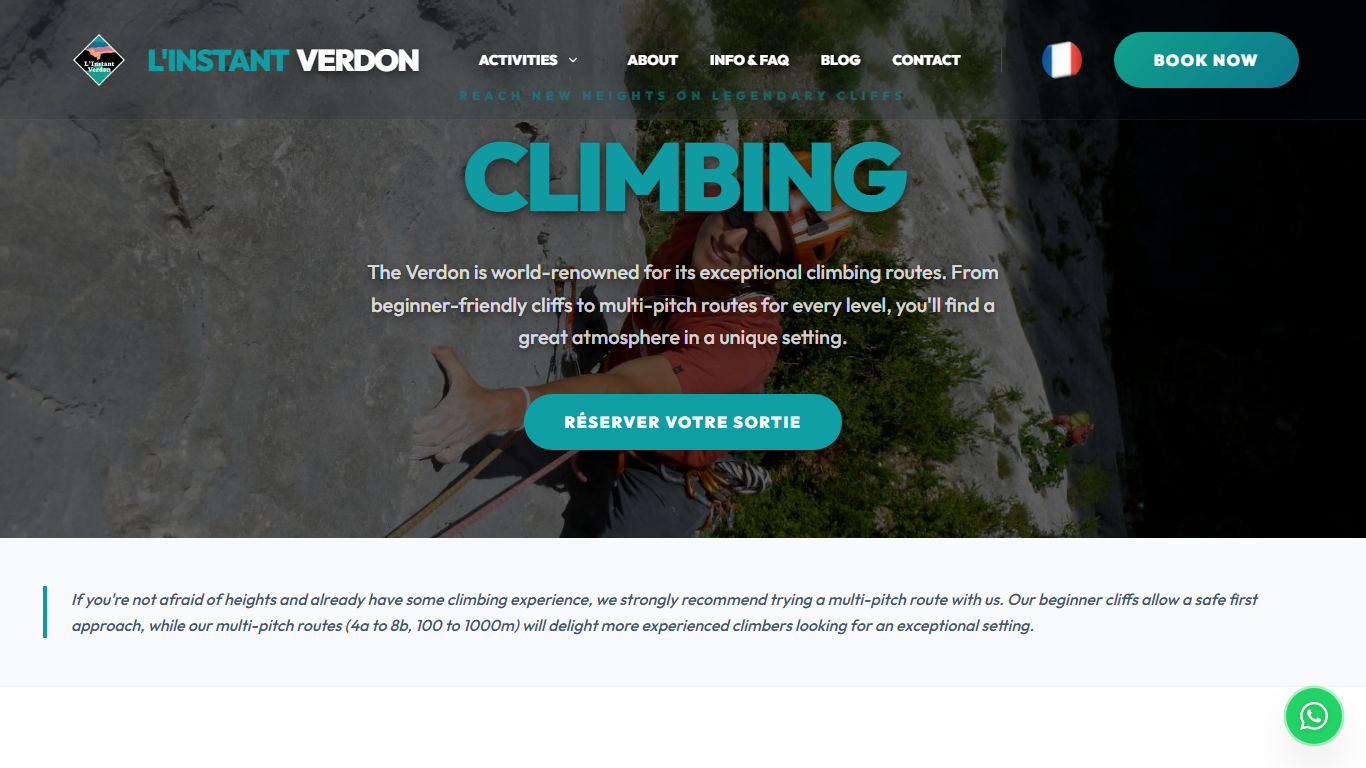 L'Instant
Verdon
L'INSTANT VERDON
ACTIVITIES
ABOUT
INFO & FAQ
BLOG
CONTACT
BOOK NOW
REACH NEW HEIGHTS ON LEGENDARY CLIFFS
CLIMBING
The Verdon is world-renowned for its exceptional climbing routes. From
beginner-friendly cliffs to multi-pitch routes for every level, you'll find a
great atmosphere in a unique setting.
RÉSERVER VOTRE SORTIE
If you're not afraid of heights and already have some climbing experience, we strongly recommend trying a multi-pitch route with us. Our beginner cliffs allow a safe first
approach, while our multi-pitch routes (4a to 8b, 100 to 1000m) will delight more experienced climbers looking for an exceptional setting.